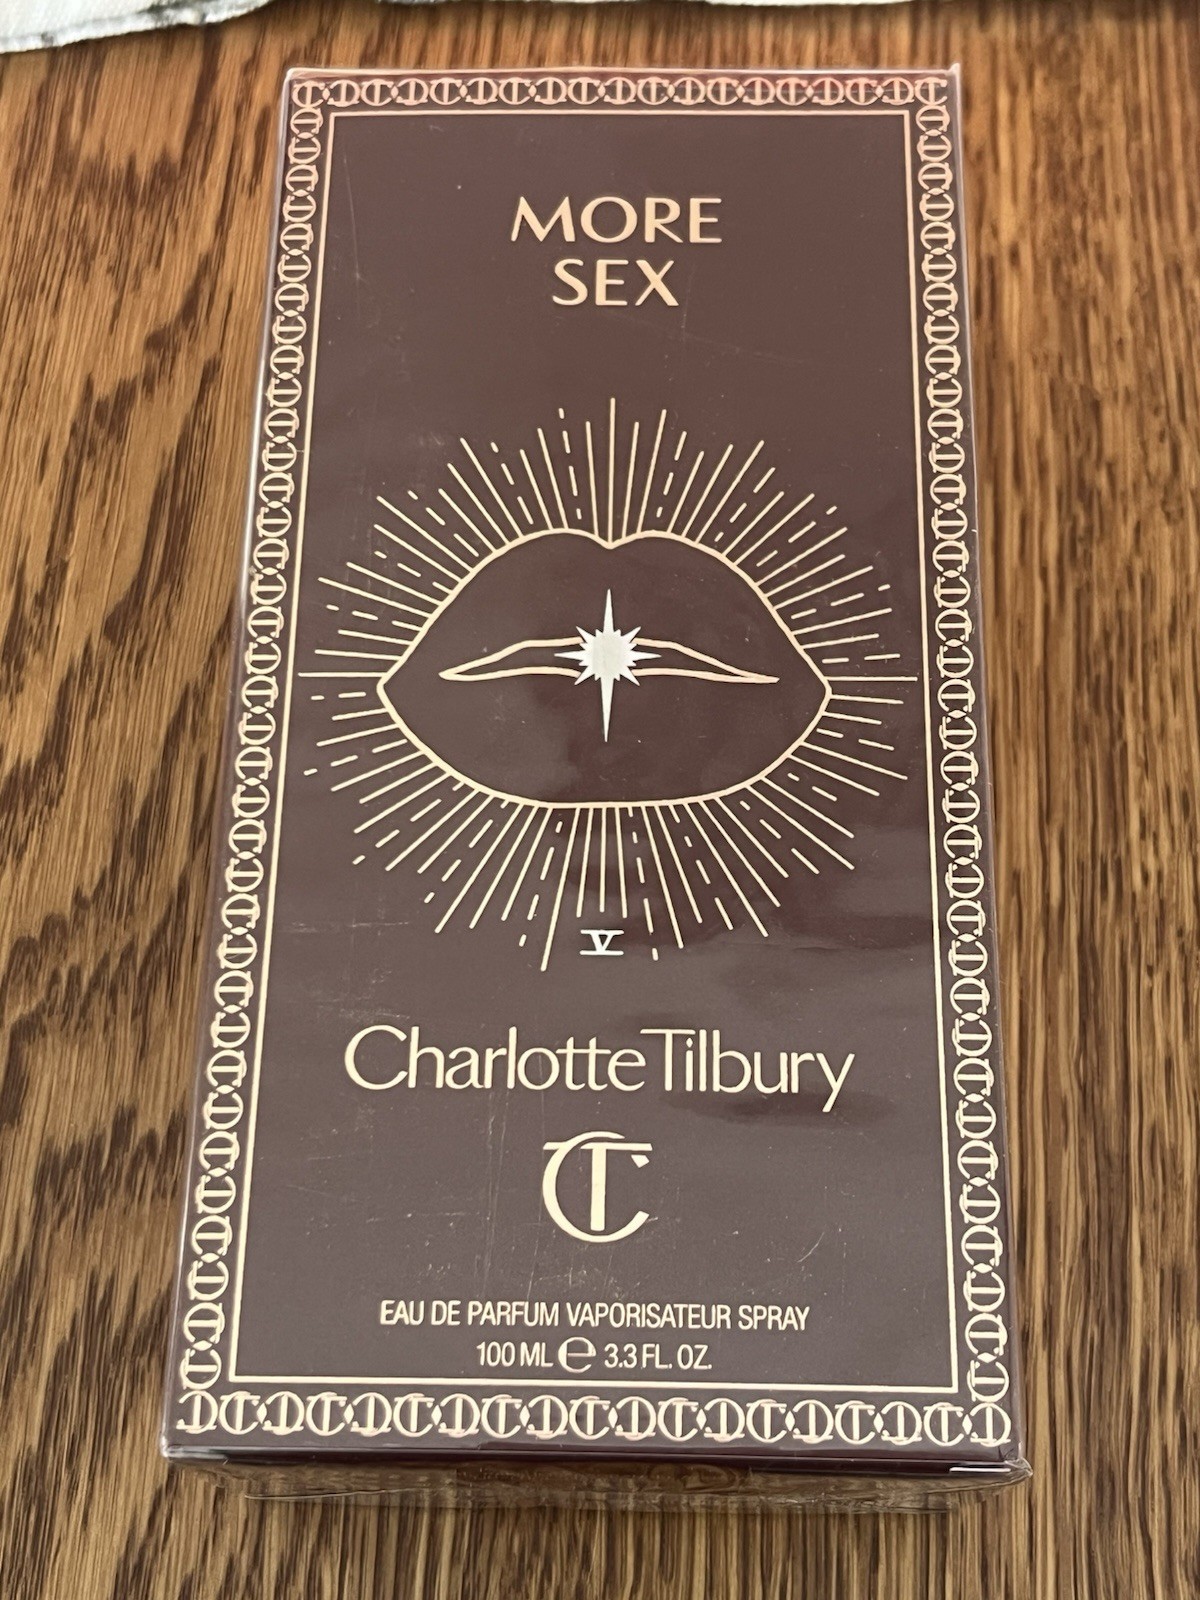 MORE
SEX
V
Charlotte Tilbury
CT
EAU DE PARFUM VAPORISATEUR SPRAY
100 ML ℮ 3.3 FL. OZ.